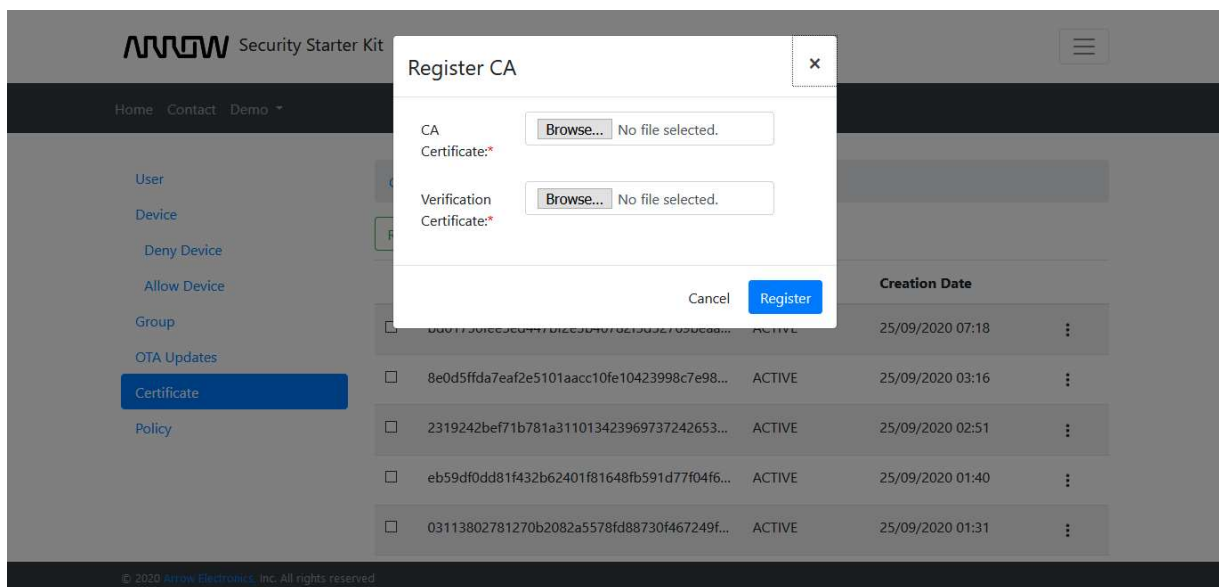 ARROW Security Starter Kit
Register CA
×
Home Contact Demo
CA
Certificate:*
Browse... No file selected.
Verification
Certificate:*
Browse... No file selected.
Cancel Register
User
Device
Deny Device
Allow Device
Group
OTA Updates
Certificate
Policy
Creation Date
ACTIVE 25/09/2020 07:18
8e0d5ffda7eaf2e5101aacc10fe10423998c7e98... ACTIVE 25/09/2020 03:16
2319242bef71b781a311013423969737242653... ACTIVE 25/09/2020 02:51
eb59df0dd81f432b62401f81648fb591d77f04f6... ACTIVE 25/09/2020 01:40
03113802781270b2082a5578fd88730f467249f... ACTIVE 25/09/2020 01:31
© 2020 Arrow Electronics, Inc. All rights reserved